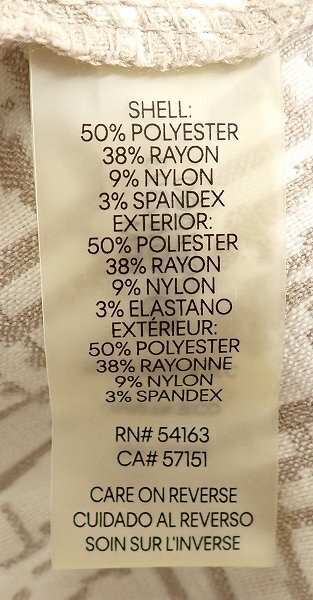 SHELL:
50% POLYESTER
38% RAYON
9% NYLON
3% SPANDEX
EXTERIOR:
50% POLIESTER
38% RAYON
9% NYLON
3% ELASTANO
EXTÉRIEUR:
50% POLYESTER
38% RAYONNE
9% NYLON
3% SPANDEX
RN# 54163
CA# 57151
CARE ON REVERSE
CUIDADO AL REVERSO
SOIN SUR L'INVERSE